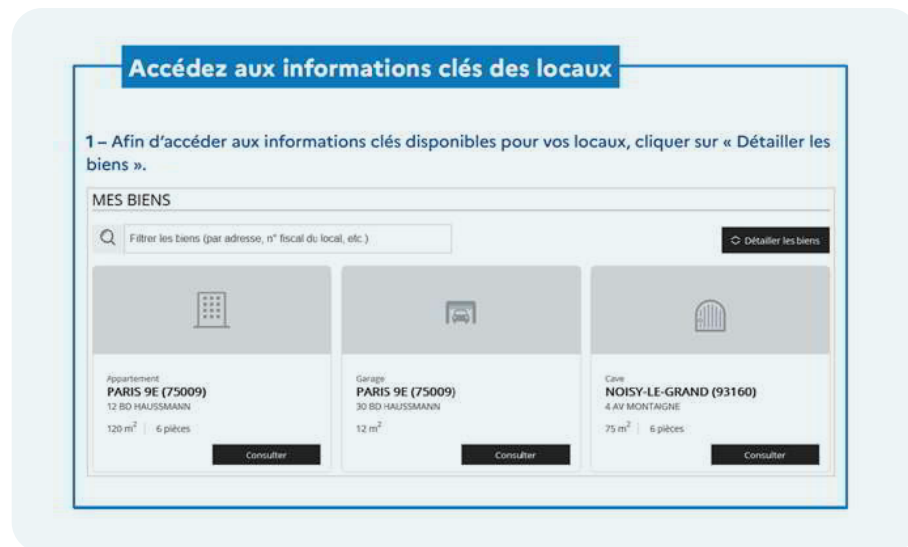 Accédez aux informations clés des locaux
1 – Afin d’accéder aux informations clés disponibles pour vos locaux, cliquer sur « Détailler les
biens ».
MES BIENS
Filtrer les biens (par adresse, n° fiscal du local, etc.)
Détailler les biens
Appartement
PARIS 9E (75009)
12 BD HAUSSMANN
120 m² | 6 pièces
Consulter
Garage
PARIS 9E (75009)
30 BD HAUSSMANN
12 m²
Consulter
Cave
NOISY-LE-GRAND (93160)
4 AV MONTAIGNE
75 m² | 6 pièces
Consulter